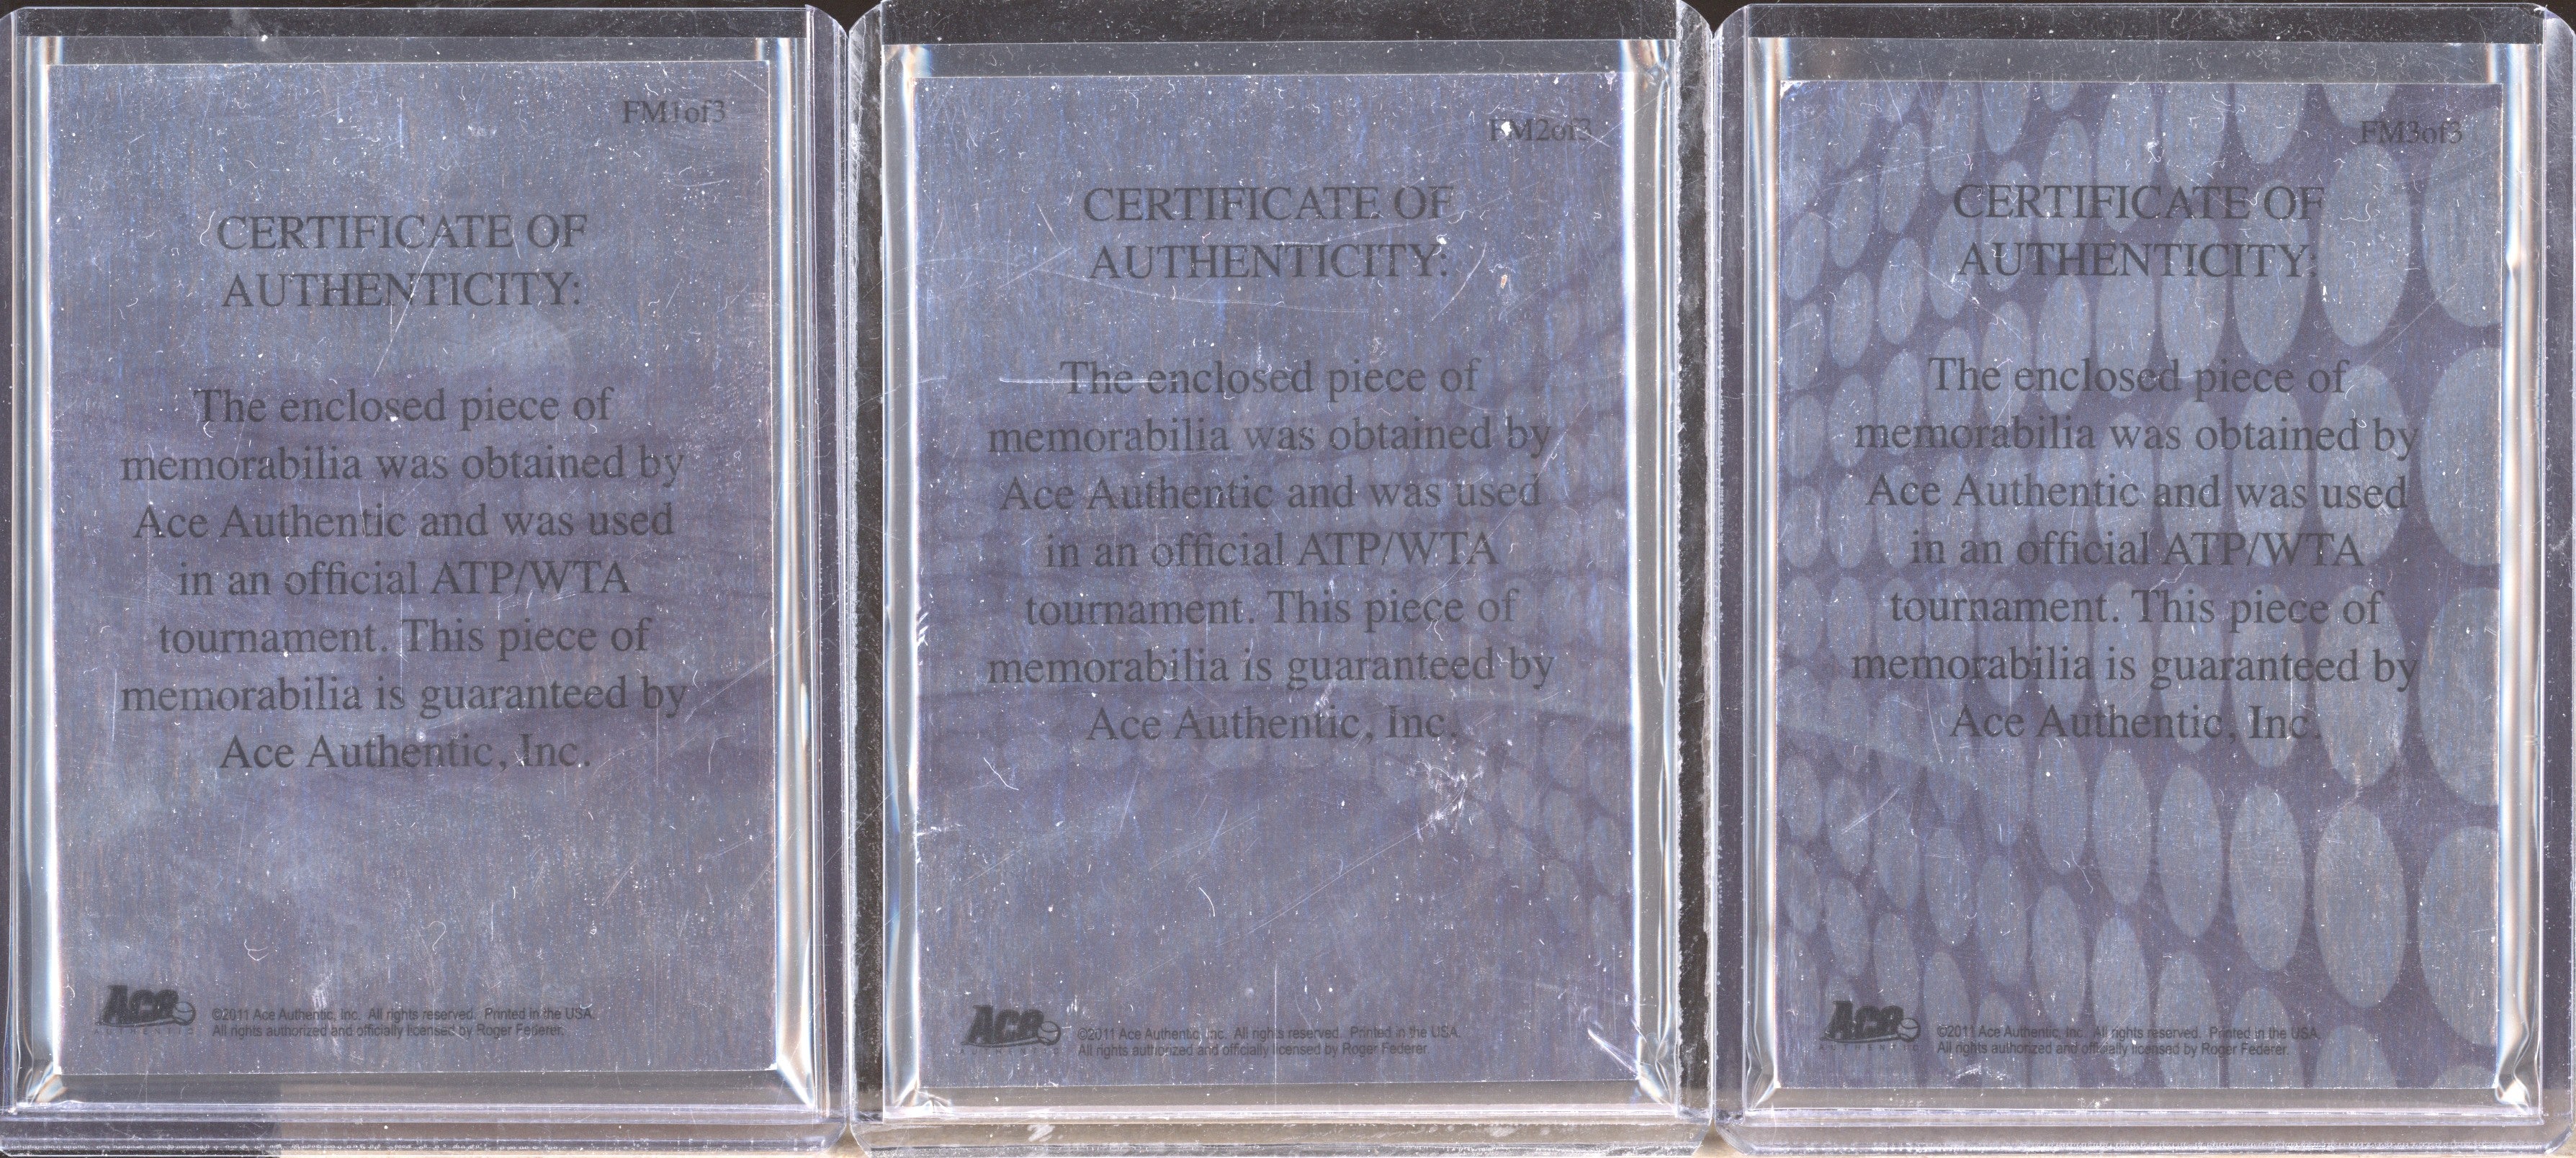 FM1of3
CERTIFICATE OF
AUTHENTICITY:
The enclosed piece of
memorabilia was obtained by
Ace Authentic and was used
in an official ATP/WTA
tournament. This piece of
memorabilia is guaranteed by
Ace Authentic, Inc.
Ace
AUTHENTIC
©2011 Ace Authentic, Inc. All rights reserved. Printed in the USA.
All rights authorized and officially licensed by Roger Federer.
FM2of3
CERTIFICATE OF
AUTHENTICITY:
The enclosed piece of
memorabilia was obtained by
Ace Authentic and was used
in an official ATP/WTA
tournament. This piece of
memorabilia is guaranteed by
Ace Authentic, Inc.
Ace
AUTHENTIC
©2011 Ace Authentic, Inc. All rights reserved. Printed in the USA.
All rights authorized and officially licensed by Roger Federer.
FM3of3
CERTIFICATE OF
AUTHENTICITY:
The enclosed piece of
memorabilia was obtained by
Ace Authentic and was used
in an official ATP/WTA
tournament. This piece of
memorabilia is guaranteed by
Ace Authentic, Inc.
Ace
AUTHENTIC
©2011 Ace Authentic, Inc. All rights reserved. Printed in the USA.
All rights authorized and officially licensed by Roger Federer.